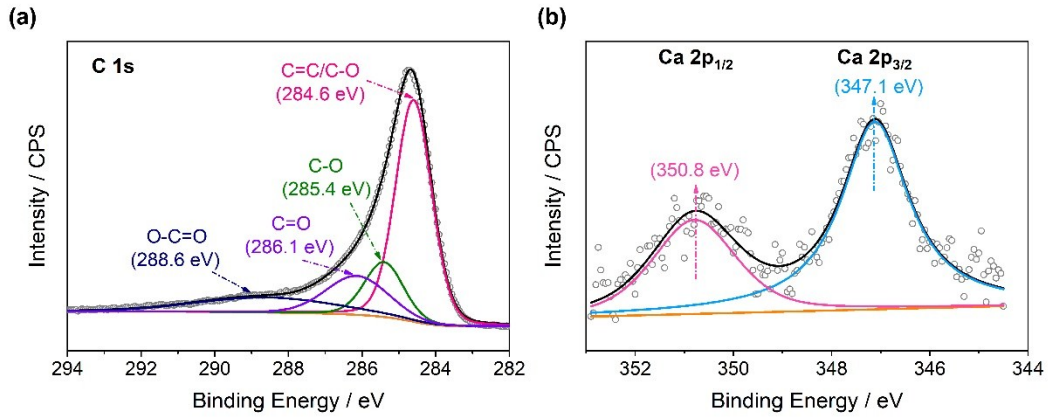 (a)
C 1s
C=C/C-O
(284.6 eV)
C-O
(285.4 eV)
C=O
(286.1 eV)
O-C=O
(288.6 eV)
Intensity / CPS
294 292 290 288 286 284 282
Binding Energy / eV
(b)
Ca 2p1/2
Ca 2p3/2
(347.1 eV)
(350.8 eV)
Intensity / CPS
352 350 348 346 344
Binding Energy / eV